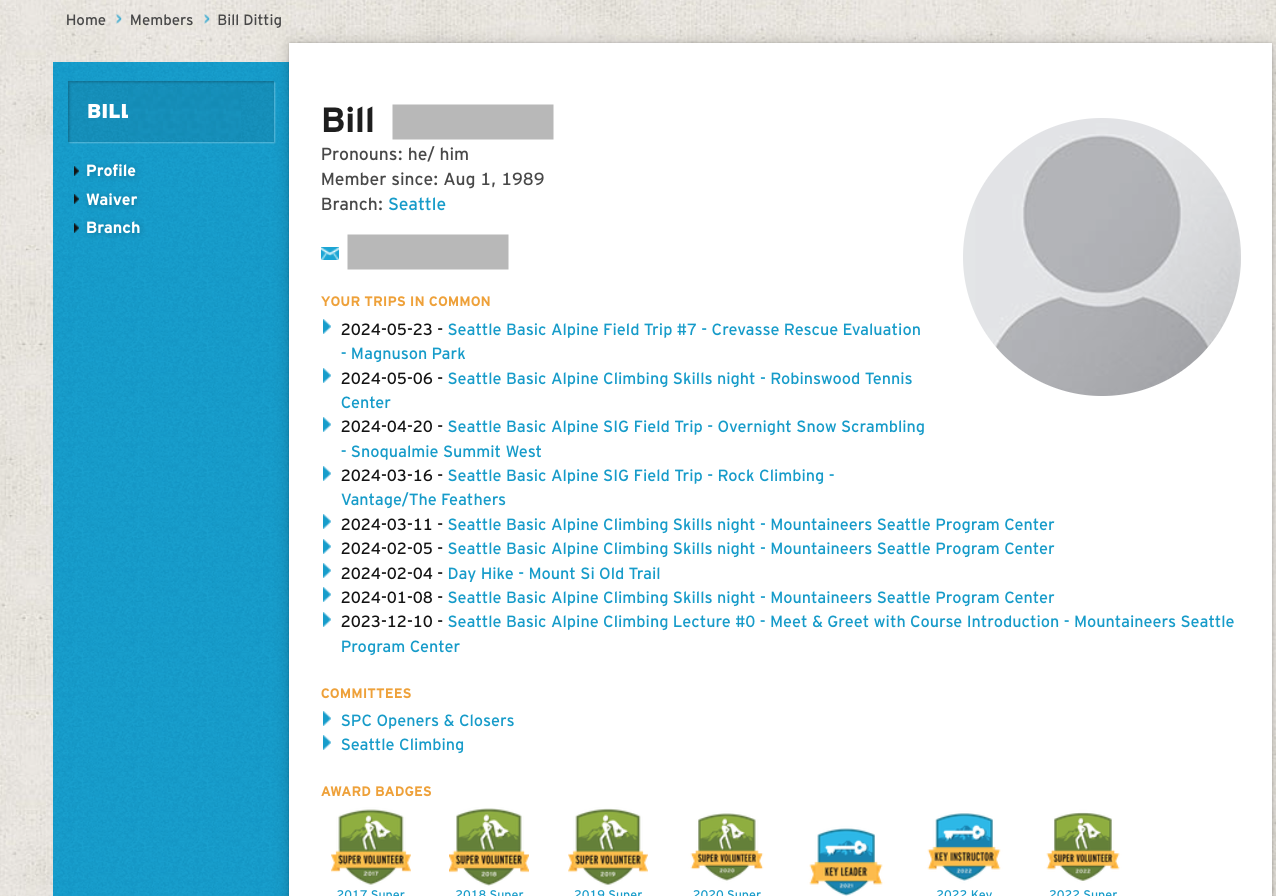 Home > Members > Bill Dittig
BILL
Profile
Waiver
Branch
Bill
Pronouns: he/ him
Member since: Aug 1, 1989
Branch: Seattle
YOUR TRIPS IN COMMON
2024-05-23 - Seattle Basic Alpine Field Trip #7 - Crevasse Rescue Evaluation
- Magnuson Park
2024-05-06 - Seattle Basic Alpine Climbing Skills night - Robinswood Tennis
Center
2024-04-20 - Seattle Basic Alpine SIG Field Trip - Overnight Snow Scrambling
- Snoqualmie Summit West
2024-03-16 - Seattle Basic Alpine SIG Field Trip - Rock Climbing -
Vantage/The Feathers
2024-03-11 - Seattle Basic Alpine Climbing Skills night - Mountaineers Seattle Program Center
2024-02-05 - Seattle Basic Alpine Climbing Skills night - Mountaineers Seattle Program Center
2024-02-04 - Day Hike - Mount Si Old Trail
2024-01-08 - Seattle Basic Alpine Climbing Skills night - Mountaineers Seattle Program Center
2023-12-10 - Seattle Basic Alpine Climbing Lecture #0 - Meet & Greet with Course Introduction - Mountaineers Seattle
Program Center
COMMITTEES
SPC Openers & Closers
Seattle Climbing
AWARD BADGES
SUPER VOLUNTEER 2017
SUPER VOLUNTEER 2018
SUPER VOLUNTEER 2019
SUPER VOLUNTEER 2020
KEY LEADER 2021
KEY INSTRUCTOR 2022
SUPER VOLUNTEER 2022
2017 Super 2018 Super 2019 Super 2020 Super 2022 Key 2022 Super